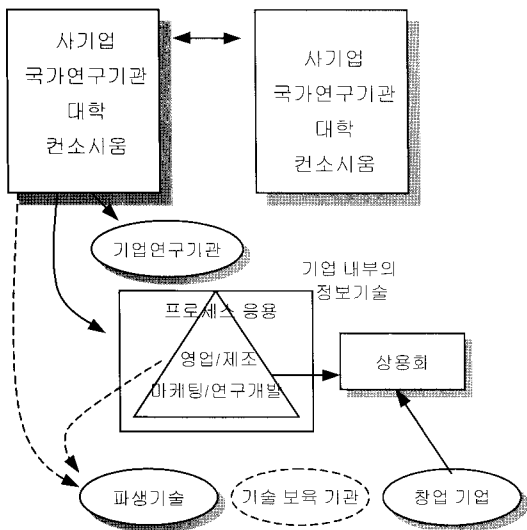 사기업
국가연구기관
대학
컨소시움
사기업
국가연구기관
대학
컨소시움
기업연구기관
기업 내부의
정보기술
프로세스 응용
영업/제조
마케팅/연구개발
상용화
파생기술
기술 보육 기관
창업 기업